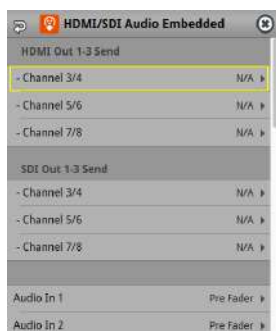 HDMI/SDI Audio Embedded
HDMI Out 1-3 Send
- Channel 3/4 N/A
- Channel 5/6 N/A
- Channel 7/8 N/A
SDI Out 1-3 Send
- Channel 3/4 N/A
- Channel 5/6 N/A
- Channel 7/8 N/A
Audio In 1 Pre Fader
Audio In 2 Pre Fader